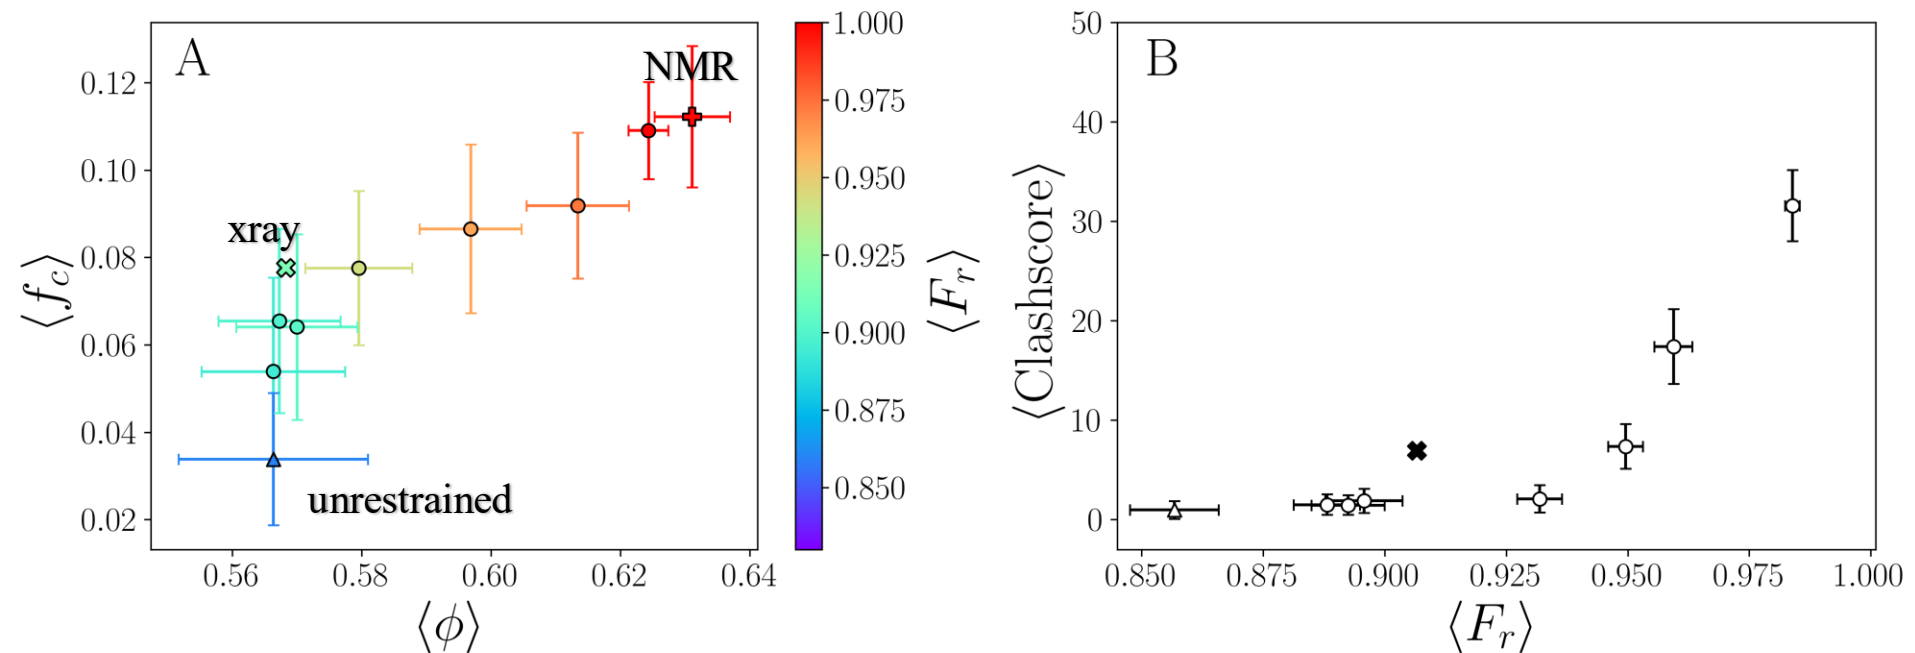 A
NMR
xray
unrestrained
0.12
0.10
0.08
0.06
0.04
0.02
⟨f_c⟩
0.56 0.58 0.60 0.62 0.64
⟨ϕ⟩
1.000
0.975
0.950
0.925
0.900
0.875
0.850
⟨F_r⟩
B
50
40
30
20
10
0
⟨Clashscore⟩
0.850 0.875 0.900 0.925 0.950 0.975 1.000
⟨F_r⟩